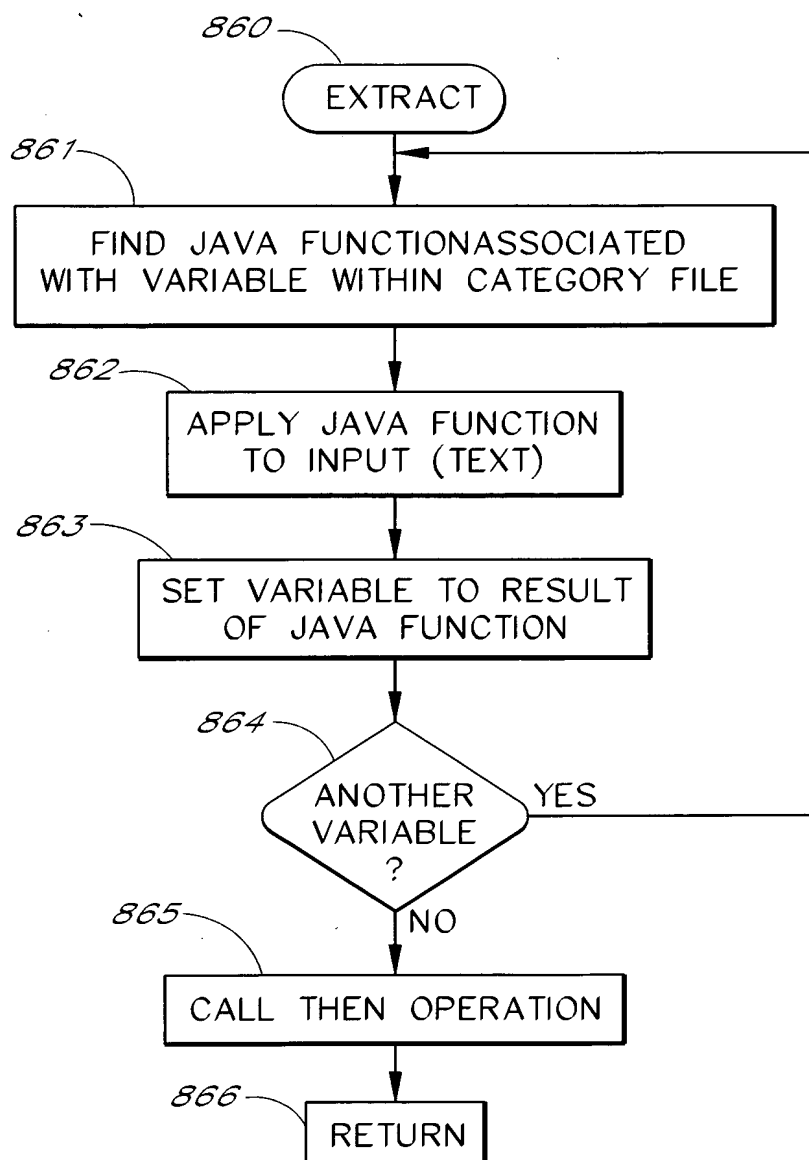 860
EXTRACT
861
FIND JAVA FUNCTIONASSOCIATED
WITH VARIABLE WITHIN CATEGORY FILE
862
APPLY JAVA FUNCTION
TO INPUT (TEXT)
863
SET VARIABLE TO RESULT
OF JAVA FUNCTION
864
ANOTHER
VARIABLE
?
YES
NO
865
CALL THEN OPERATION
866
RETURN